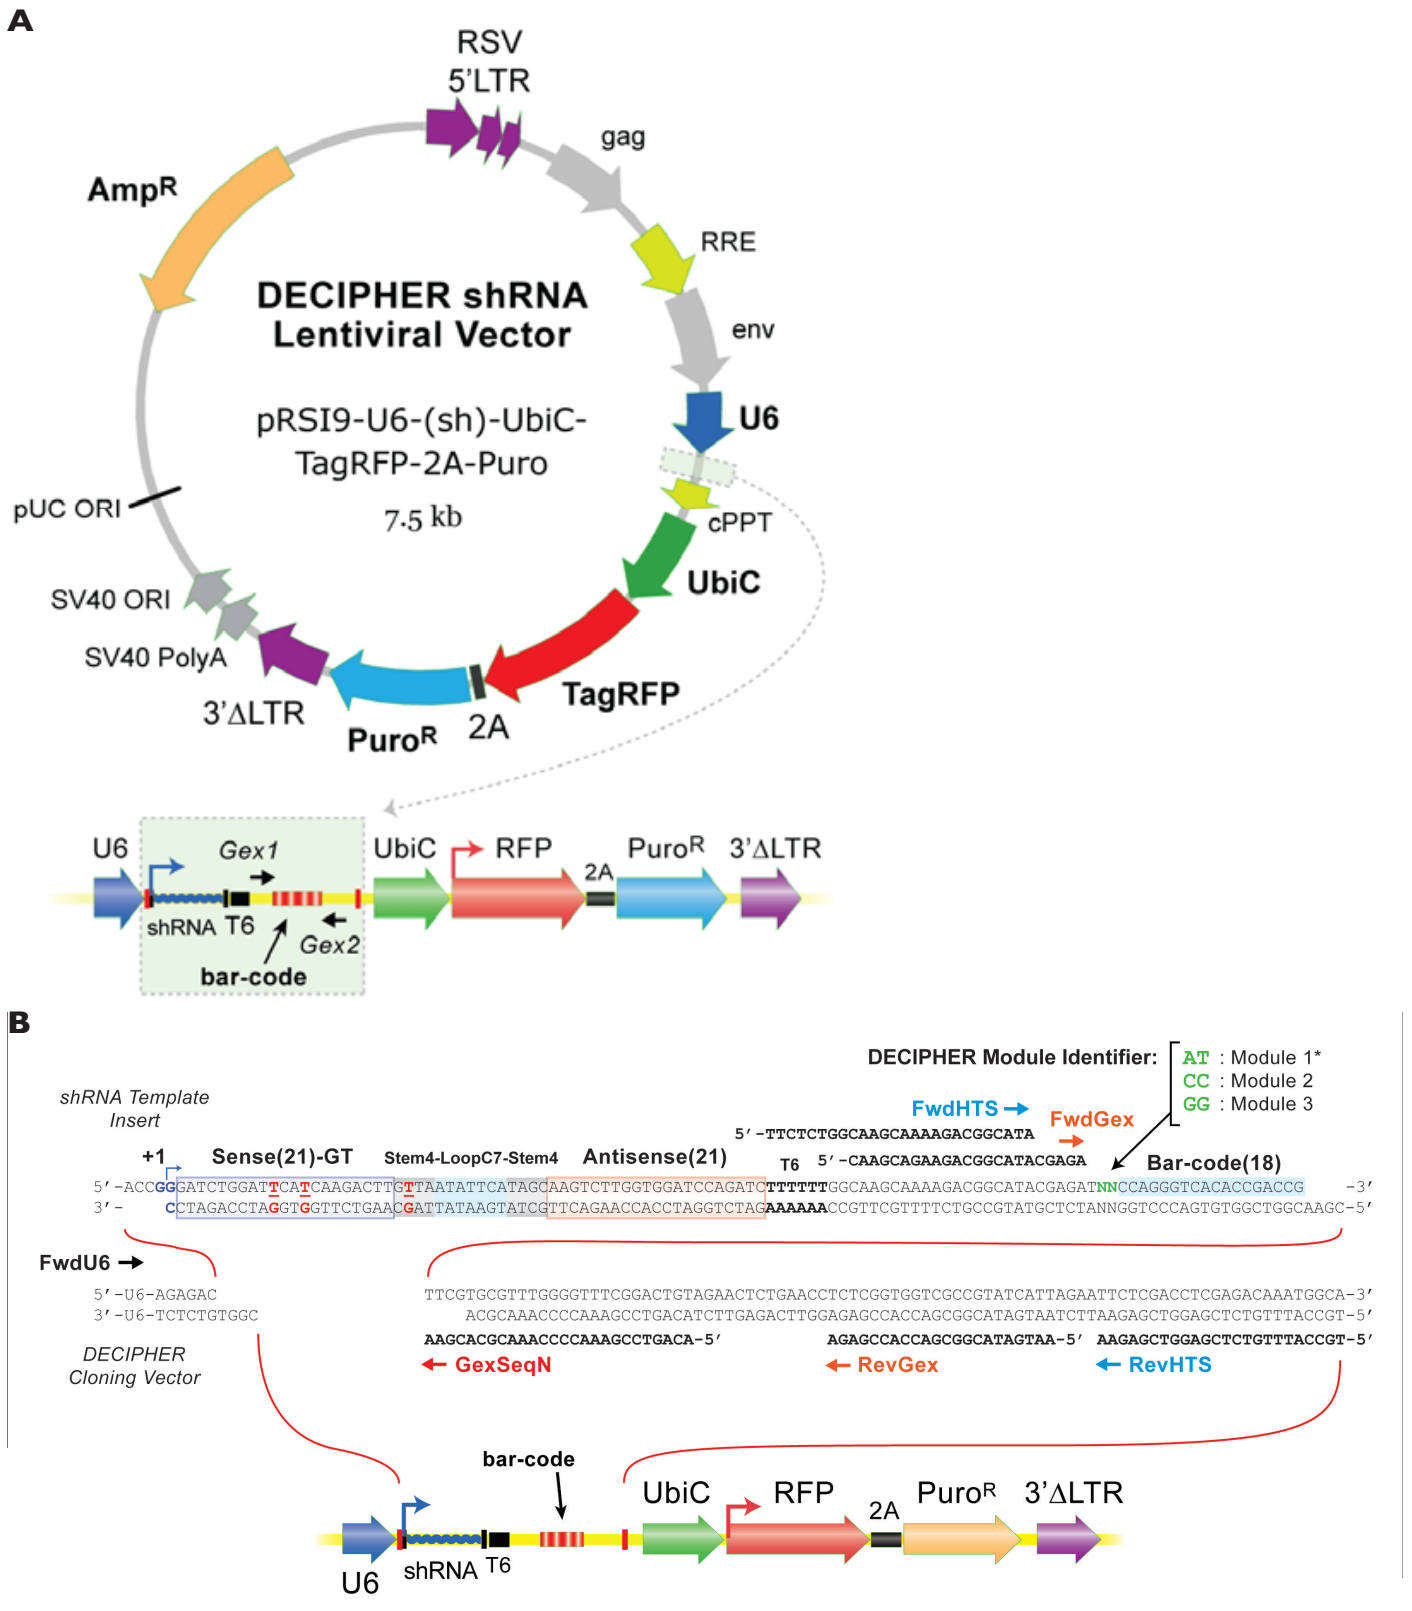 A
RSV
5’LTR
gag
AmpR
RRE
DECIPHER shRNA
Lentiviral Vector
env
pRSI9-U6-(sh)-UbiC-
TagRFP-2A-Puro
7.5 kb
U6
pUC ORI
cPPT
UbiC
SV40 ORI
SV40 PolyA
TagRFP
3’ΔLTR
2A
PuroR
U6
Gex1
UbiC
RFP
2A
PuroR
3’ΔLTR
shRNA
T6
Gex2
bar-code
B
DECIPHER Module Identifier:
AT : Module 1*
CC : Module 2
GG : Module 3
shRNA Template
Insert
FwdHTS
FwdGex
5’-TTCTCTGGCAAGCAAAAGACGGCATA
+1
Sense(21)-GT
Stem4-LoopC7-Stem4
Antisense(21)
T6
5’-CAAGCAGAAGACGGCATACGAGA
Bar-code(18)
5’-ACCGGGATCTGGATTCATCAAGACTTGTTAATATTCATAGCAAGTCTTGGTGGATCCAGATCTTTTTTGGCAAGCAAAAGACGGCATACGAGATNNCCAGGGTCACACCGACCG -3’
3’- CCTAGACCTAGGTGGTTCTGAACGATTATAAGTATCGTTCAGAACCACCTAGGTCTAGAAAAAACCGTTCGTTTTCTGCCGTATGCTCTANNGGTCCCAGTGTGGCTGGCAAGC-5’
FwdU6
5’-U6-AGAGAC
TTCGTGCGTTTGGGGTTTCGGACTGTAGAACTCTGAACCTCTCGGTGGTCGCCGTATCATTAGAATTCTCGACCTCGAGACAAATGGCA-3’
3’-U6-TCTCTGTGGC
ACGCAAACCCCAAAGCCTGACATCTTGAGACTTGGAGAGCCACCAGCGGCATAGTAATCTTAAGAGCTGGAGCTCTGTTTACCGT-5’
AAGCACGCAAACCCCAAAGCCTGACA-5’
AGAGCCACCAGCGGCATAGTAA-5’
AAGAGCTGGAGCTCTGTTTACCGT-5’
DECIPHER
Cloning Vector
GexSeqN
RevGex
RevHTS
bar-code
UbiC
RFP
2A
PuroR
3’ΔLTR
shRNA
T6
U6